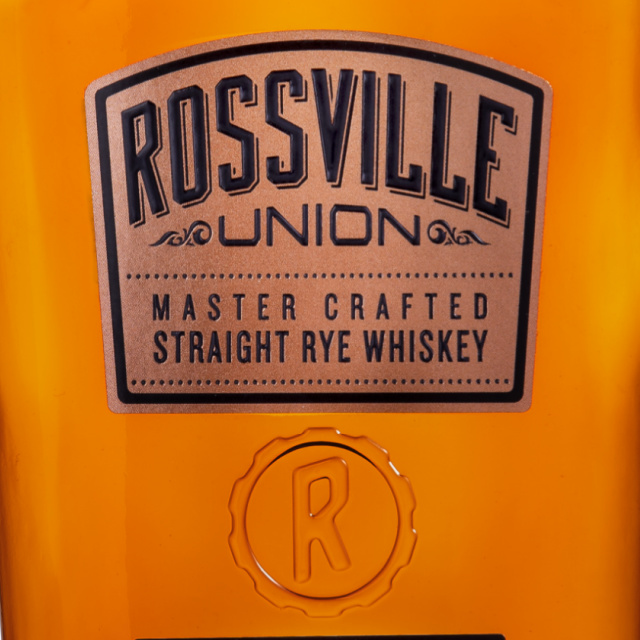 ROSSVILLE
UNION
MASTER CRAFTED
STRAIGHT RYE WHISKEY
R